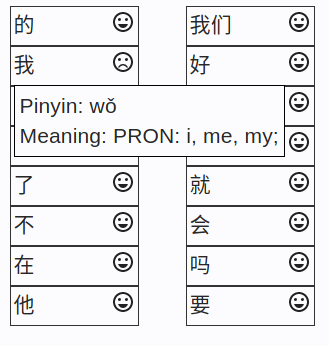 的
我
Pinyin: wǒ
Meaning: PRON: i, me, my;
了
不
在
他
我们
好
就
会
吗
要